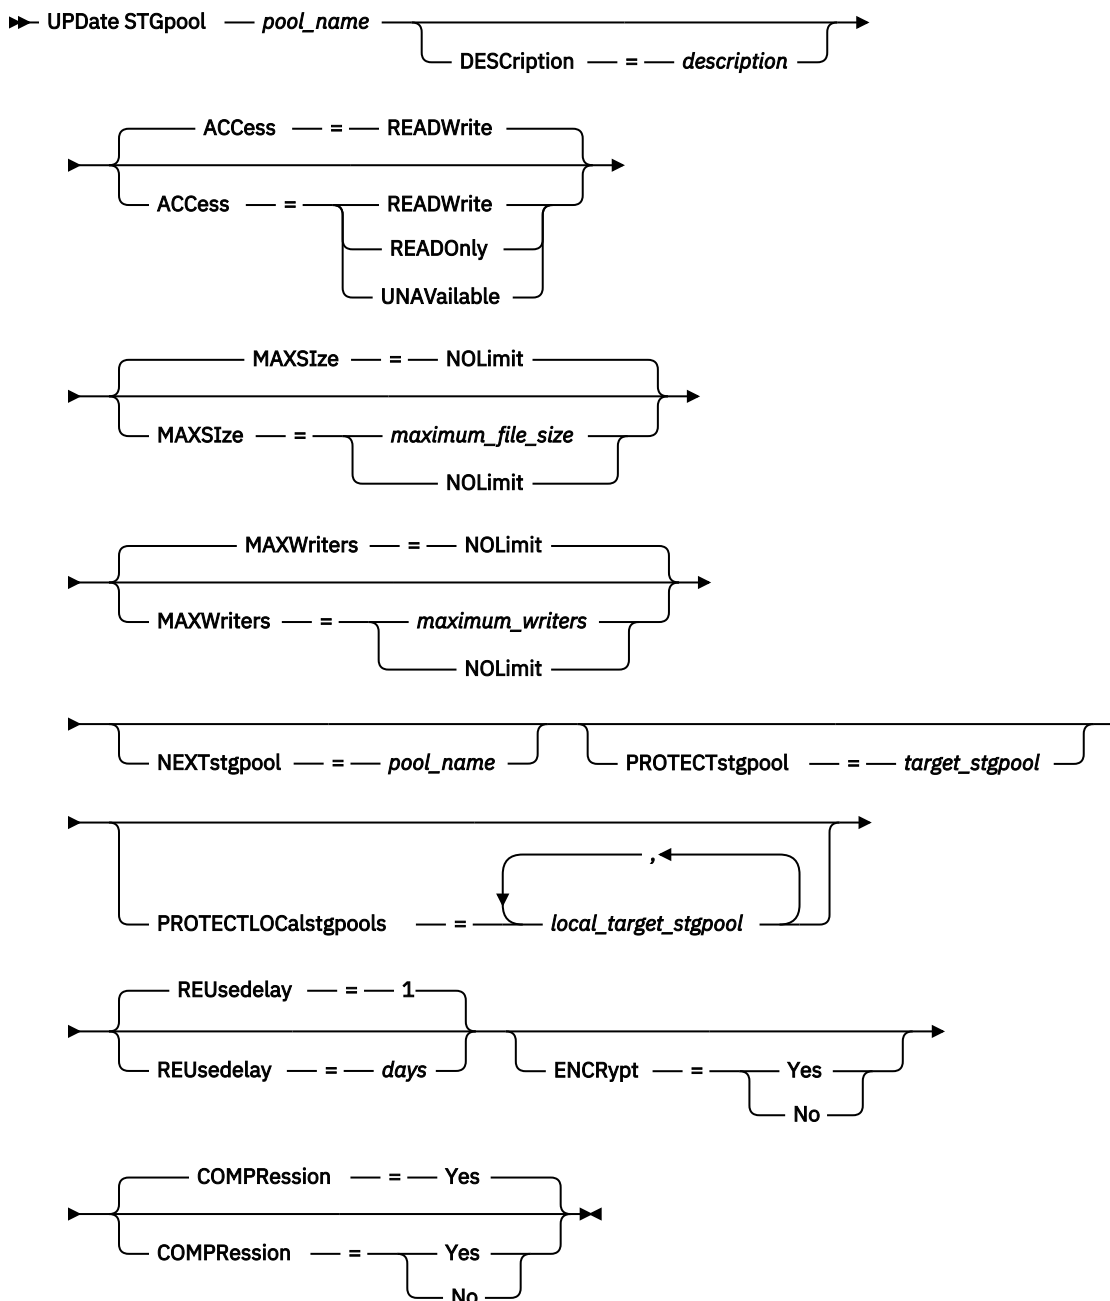 UPDate STGpool pool_name
DESCription = description
ACCess = READWrite
ACCess = READWrite
READOnly
UNAVailable
MAXSIze = NOLimit
MAXSIze = maximum_file_size
NOLimit
MAXWriters = NOLimit
MAXWriters = maximum_writers
NOLimit
NEXTstgpool = pool_name PROTECTstgpool = target_stgpool
,
PROTECTLOCalstgpools = local_target_stgpool
REUsedelay = 1
REUsedelay = days ENCRypt = Yes
No
COMPRession = Yes
COMPRession = Yes
No